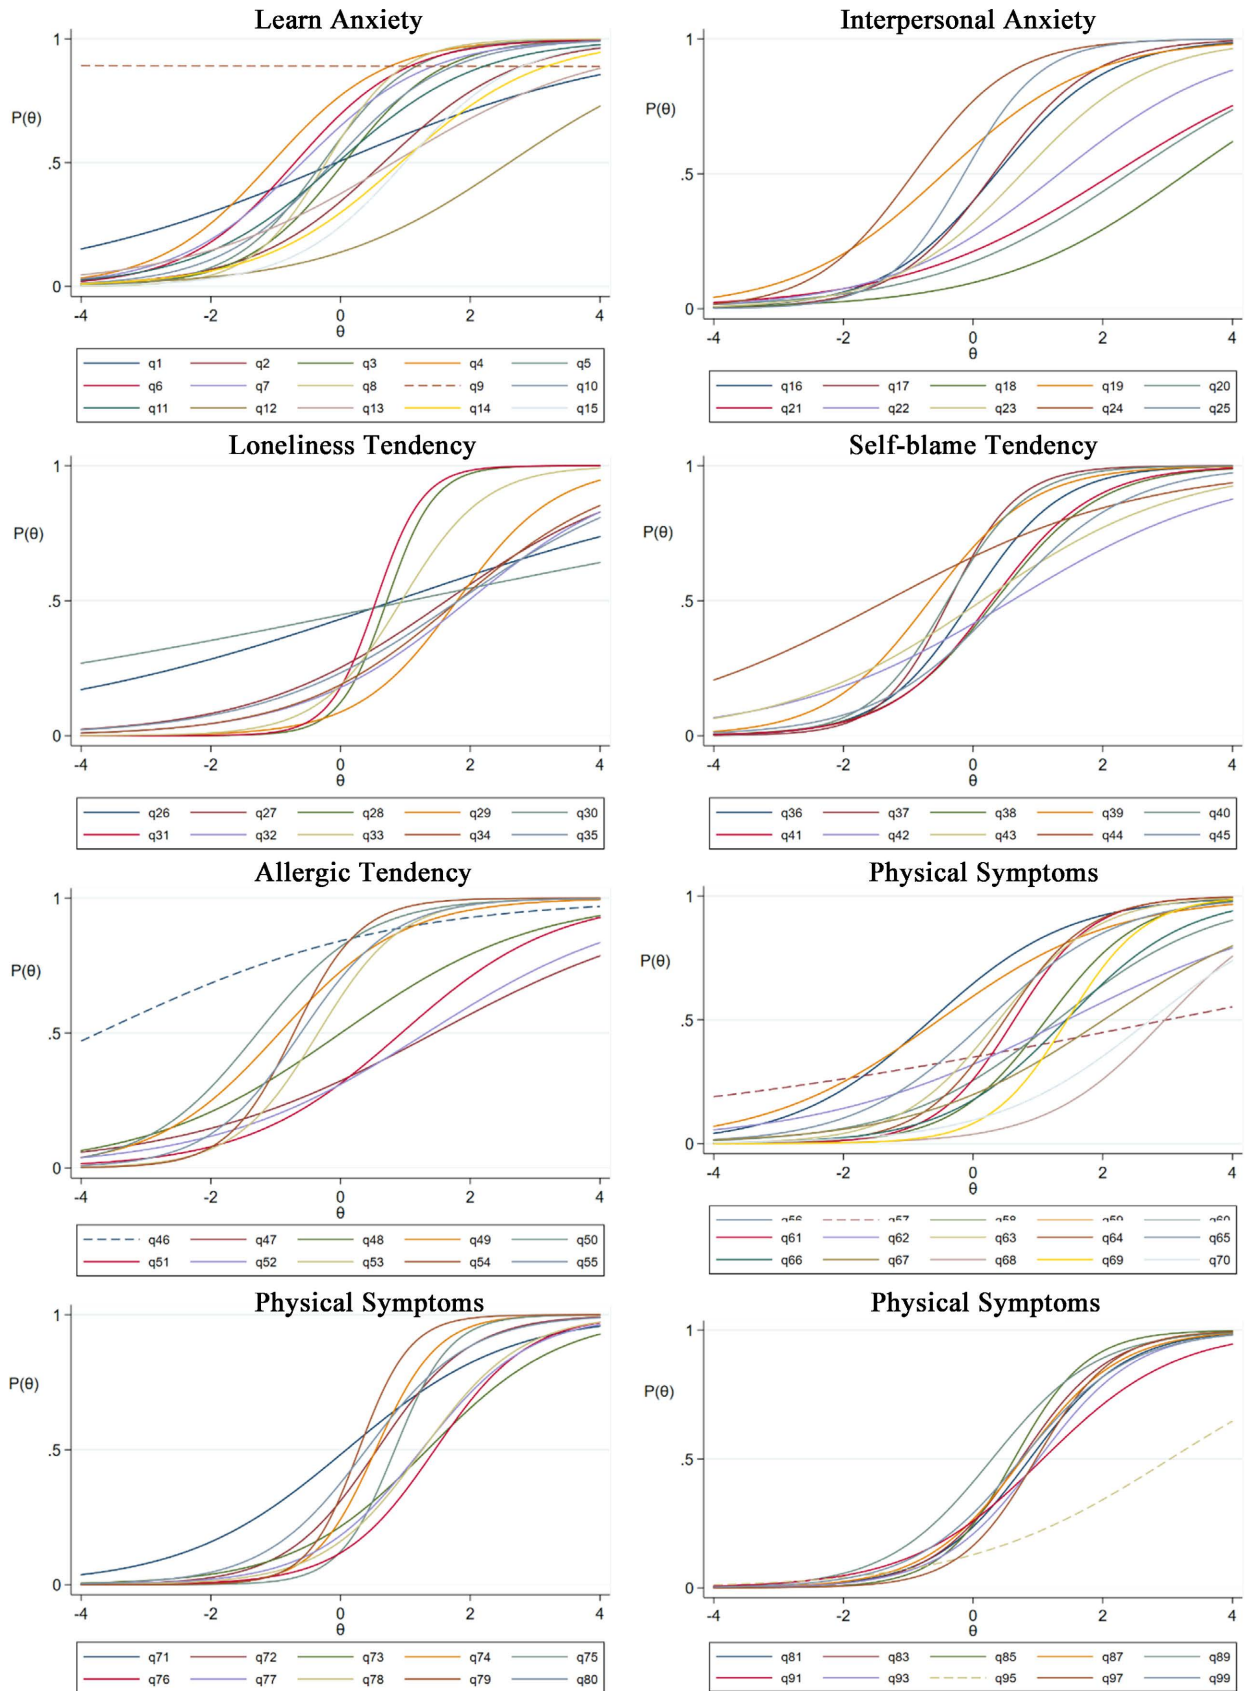 Learn Anxiety
P(θ)
1
.5
0
-4 -2 0 2 4
θ
q1 q2 q3 q4 q5
q6 q7 q8 q9 q10
q11 q12 q13 q14 q15
Interpersonal Anxiety
P(θ)
1
.5
0
-4 -2 0 2 4
θ
q16 q17 q18 q19 q20
q21 q22 q23 q24 q25
Loneliness Tendency
P(θ)
1
.5
0
-4 -2 0 2 4
θ
q26 q27 q28 q29 q30
q31 q32 q33 q34 q35
Self-blame Tendency
P(θ)
1
.5
0
-4 -2 0 2 4
θ
q36 q37 q38 q39 q40
q41 q42 q43 q44 q45
Allergic Tendency
P(θ)
1
.5
0
-4 -2 0 2 4
θ
q46 q47 q48 q49 q50
q51 q52 q53 q54 q55
Physical Symptoms
P(θ)
1
.5
0
-4 -2 0 2 4
θ
q56 q57 q58 q59 q60
q61 q62 q63 q64 q65
q66 q67 q68 q69 q70
Physical Symptoms
P(θ)
1
.5
0
-4 -2 0 2 4
θ
q71 q72 q73 q74 q75
q76 q77 q78 q79 q80
Physical Symptoms
P(θ)
1
.5
0
-4 -2 0 2 4
θ
q81 q83 q85 q87 q89
q91 q93 q95 q97 q99